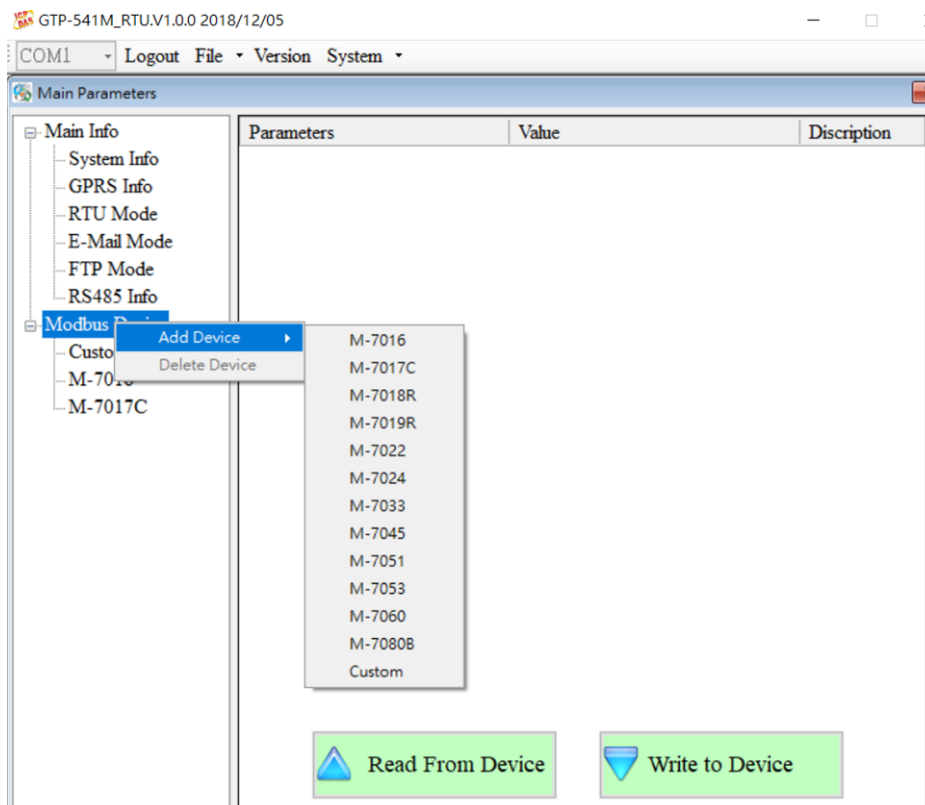 GTP-541M_RTU.V1.0.0 2018/12/05
COM1 Logout File Version System
Main Parameters
Main Info
System Info
GPRS Info
RTU Mode
E-Mail Mode
FTP Mode
RS485 Info
Modbus
Custo
M-7017C
Parameters Value Discription
Add Device
Delete Device
M-7016
M-7017C
M-7018R
M-7019R
M-7022
M-7024
M-7033
M-7045
M-7051
M-7053
M-7060
M-7080B
Custom
Read From Device
Write to Device